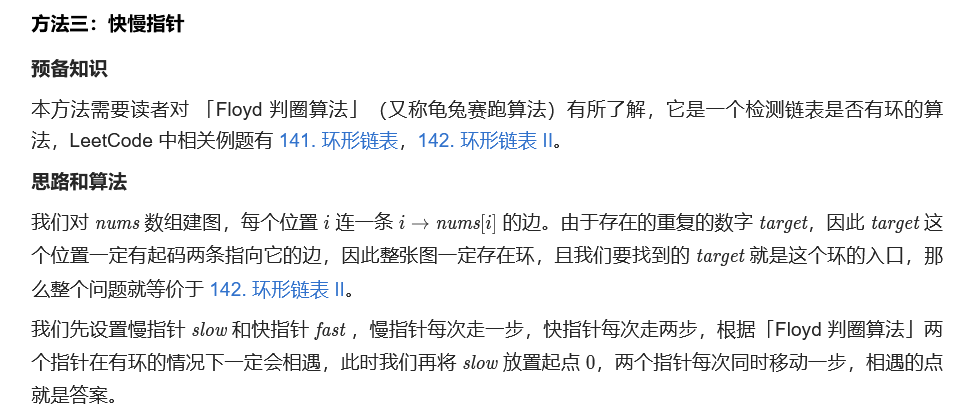 方法三：快慢指针
预备知识
本方法需要读者对 「Floyd 判圈算法」（又称龟兔赛跑算法）有所了解，它是一个检测链表是否有环的算
法，LeetCode 中相关例题有 141. 环形链表，142. 环形链表 II。
思路和算法
我们对 nums 数组建图，每个位置 i 连一条 i → nums[i] 的边。由于存在的重复的数字 target，因此 target 这
个位置一定有起码两条指向它的边，因此整张图一定存在环，且我们要找到的 target 就是这个环的入口，那
么整个问题就等价于 142. 环形链表 II。
我们先设置慢指针 slow 和快指针 fast ，慢指针每次走一步，快指针每次走两步，根据「Floyd 判圈算法」两
个指针在有环的情况下一定会相遇，此时我们再将 slow 放置起点 0，两个指针每次同时移动一步，相遇的点
就是答案。